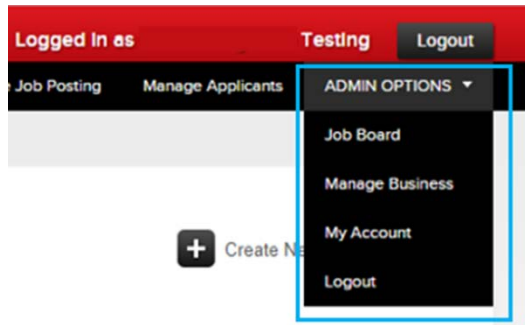 Logged In as Testing Logout
Job Posting Manage Applicants ADMIN OPTIONS
Job Board
Manage Business
My Account
Create N
Logout